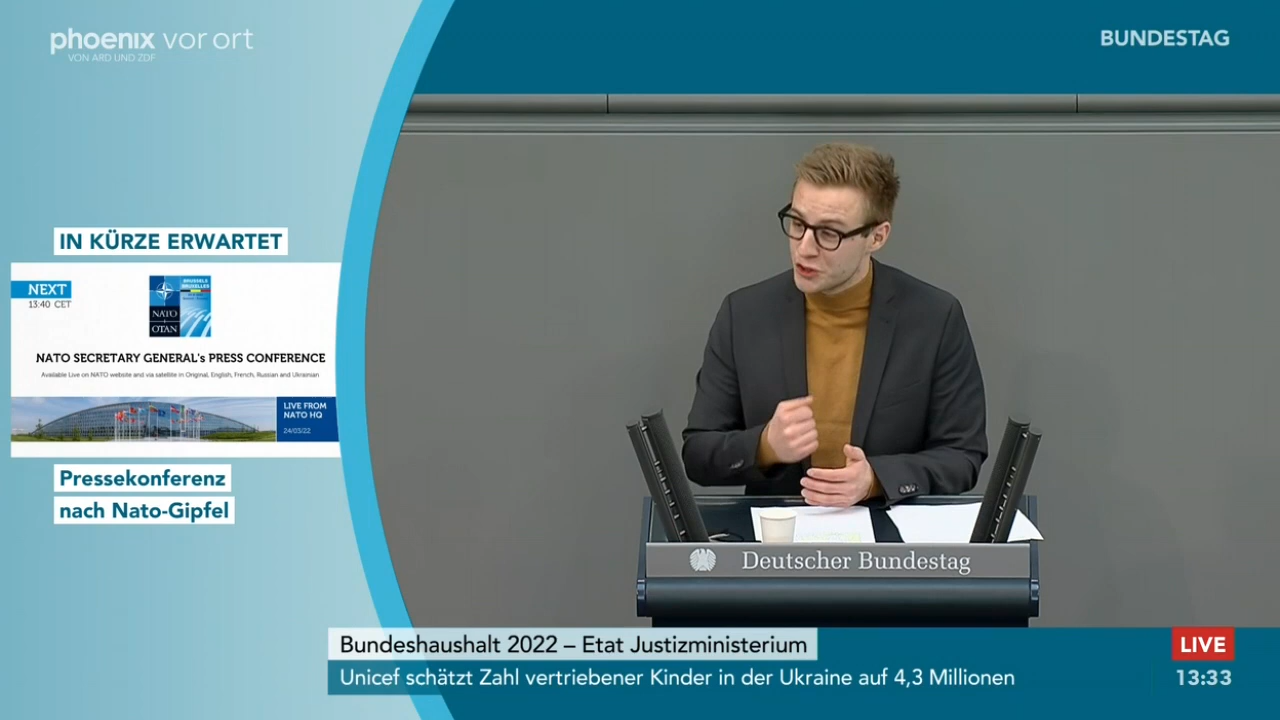 phoenix vor ort
VON ARD UND ZDF
BUNDESTAG
IN KÜRZE ERWARTET
NEXT
13:40 CET
BRUSSELS
BRUXELLES
NATO
OTAN
NATO SECRETARY GENERAL's PRESS CONFERENCE
Available Live on NATO website and via satellite in Original, English, French, Russian and Ukrainian
LIVE FROM
NATO HQ
24/03/22
Pressekonferenz
nach Nato-Gipfel
Deutscher Bundestag
Bundeshaushalt 2022 – Etat Justizministerium
Unicef schätzt Zahl vertriebener Kinder in der Ukraine auf 4,3 Millionen
LIVE
13:33